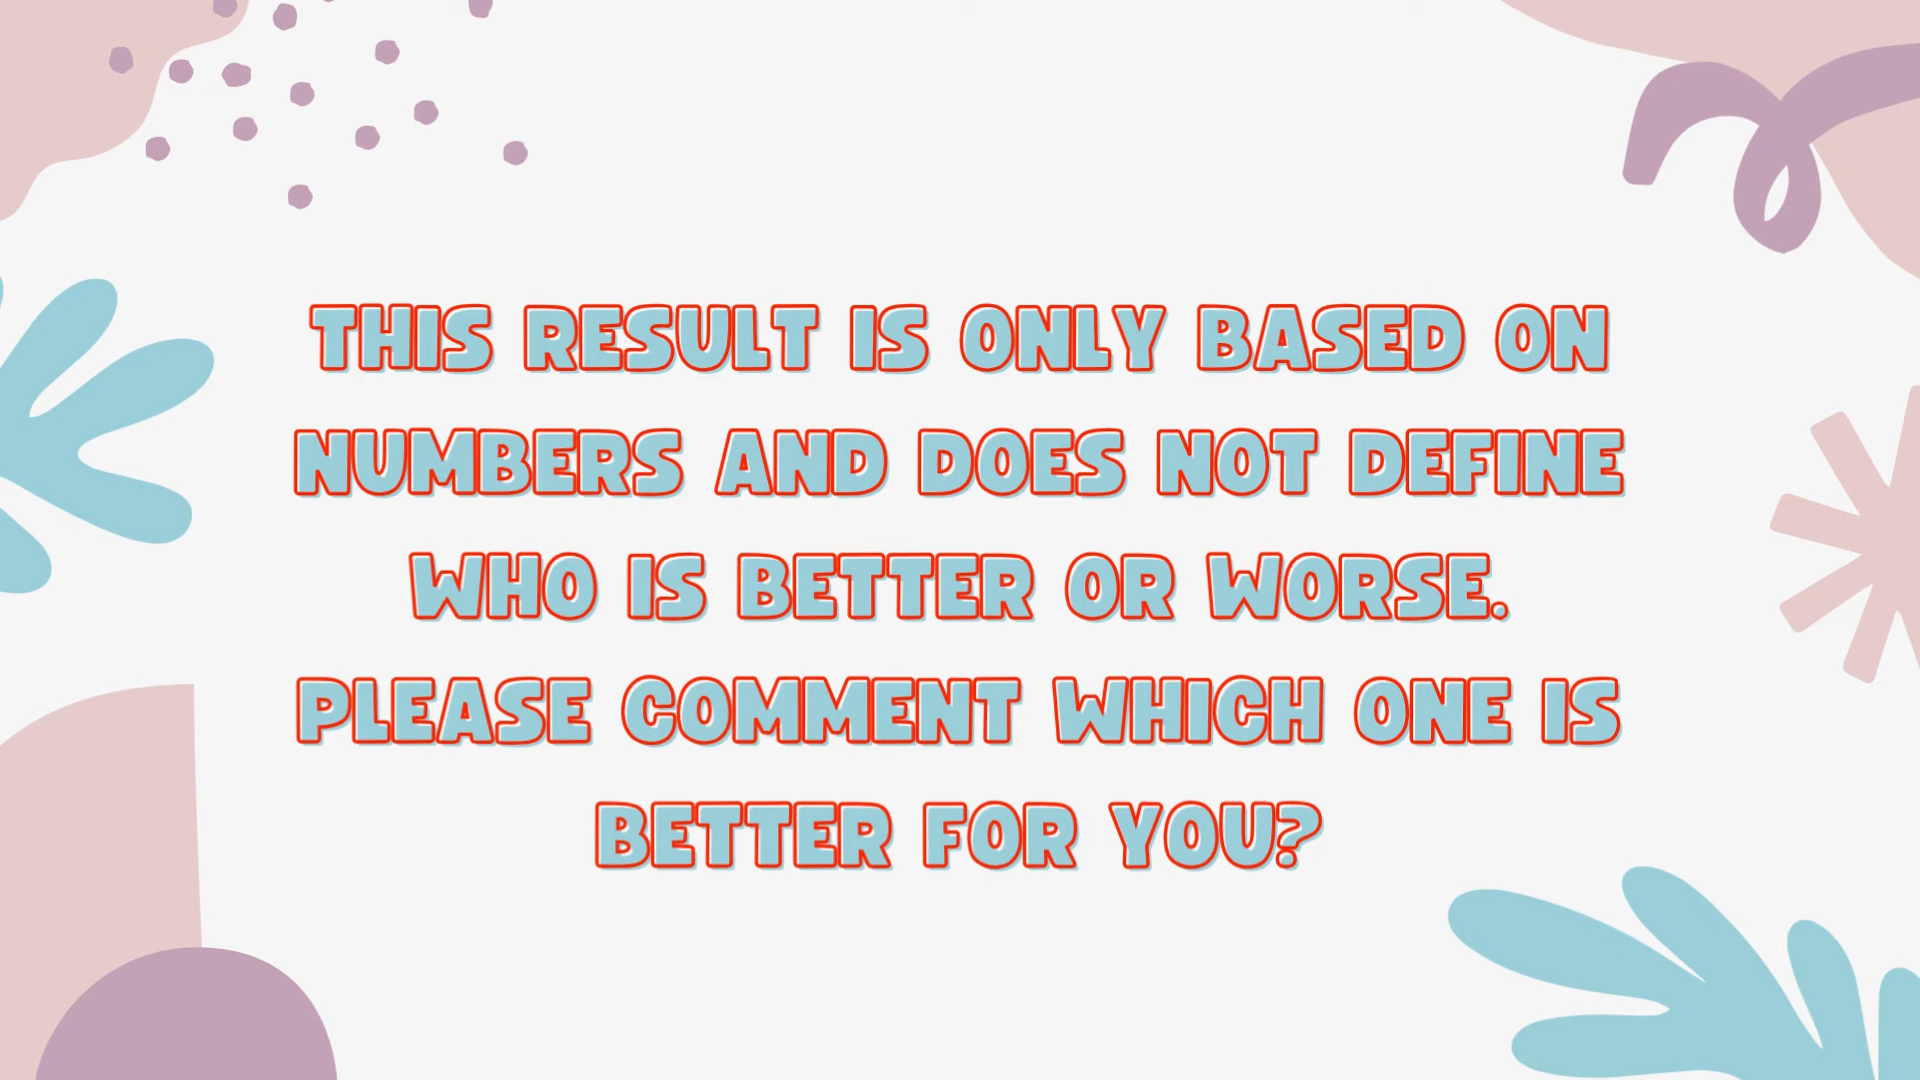 THIS RESULT IS ONLY BASED ON
NUMBERS AND DOES NOT DEFINE
WHO IS BETTER OR WORSE.
PLEASE COMMENT WHICH ONE IS
BETTER FOR YOU?